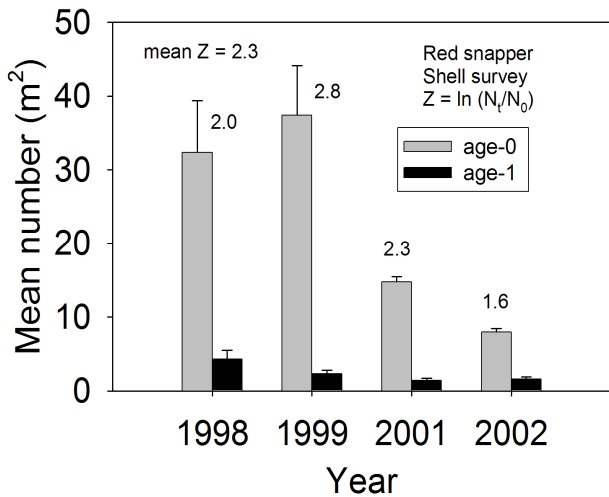 50
40
30
20
10
0
Mean number (m²)
mean Z = 2.3
Red snapper
Shell survey
Z = ln (Nₜ/N₀)
age-0
age-1
2.0
2.8
2.3
1.6
1998 1999 2001 2002
Year